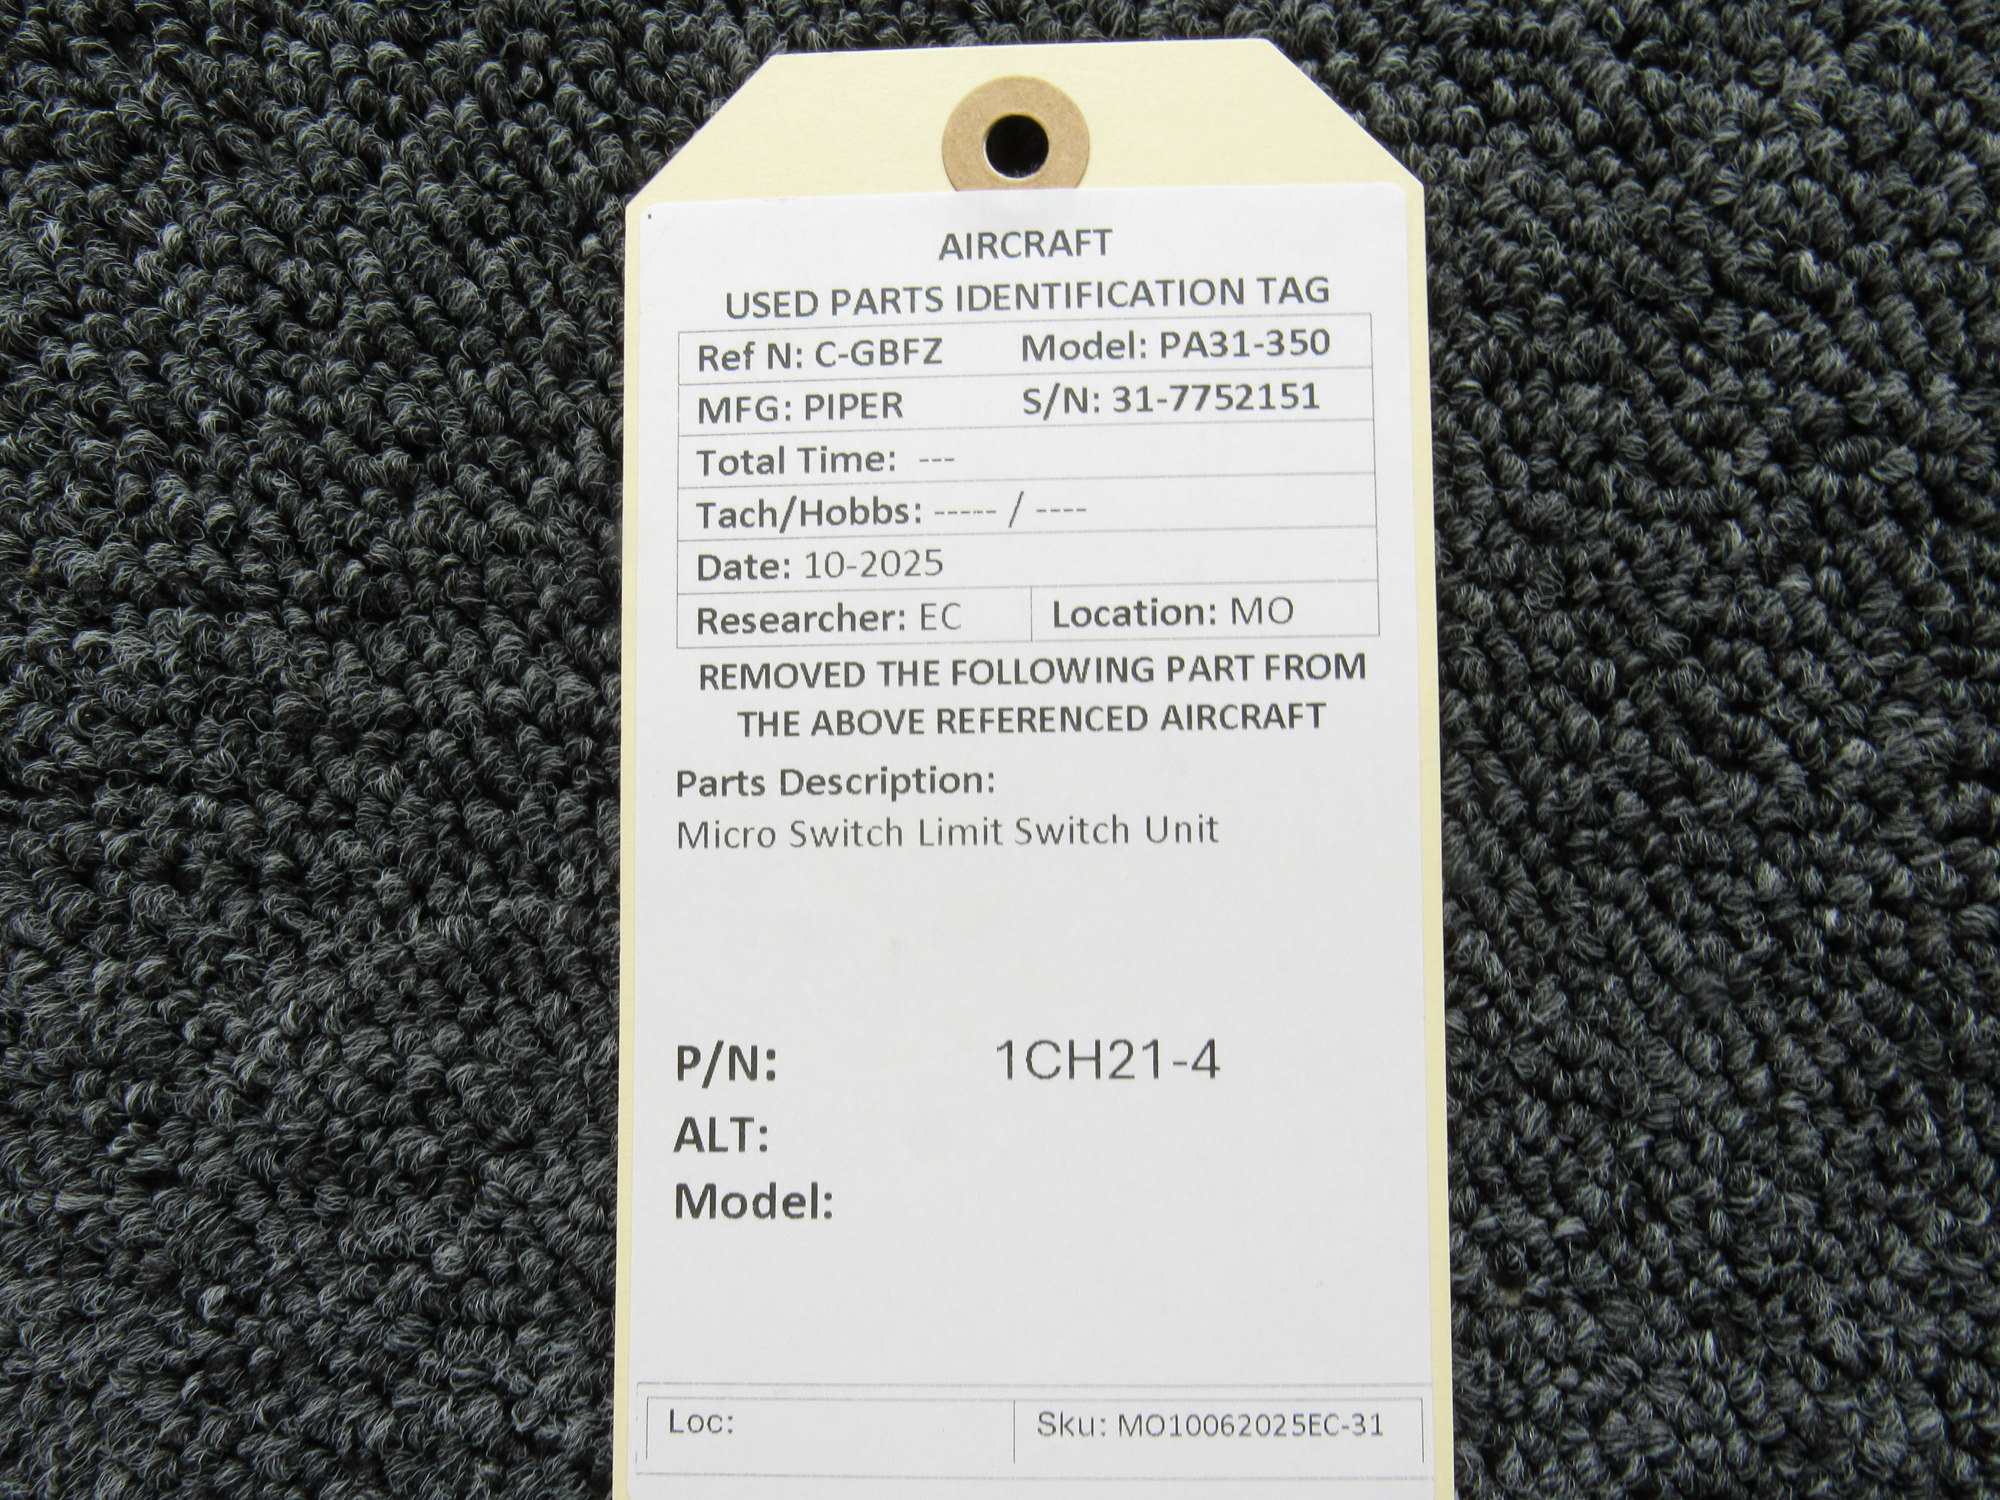 AIRCRAFT
USED PARTS IDENTIFICATION TAG
Ref N: C-GBFZ Model: PA31-350
MFG: PIPER S/N: 31-7752151
Total Time: ---
Tach/Hobbs: ----- / ----
Date: 10-2025
Researcher: EC Location: MO
REMOVED THE FOLLOWING PART FROM
THE ABOVE REFERENCED AIRCRAFT
Parts Description:
Micro Switch Limit Switch Unit
P/N: 1CH21-4
ALT:
Model:
Loc: Sku: MO10062025EC-31